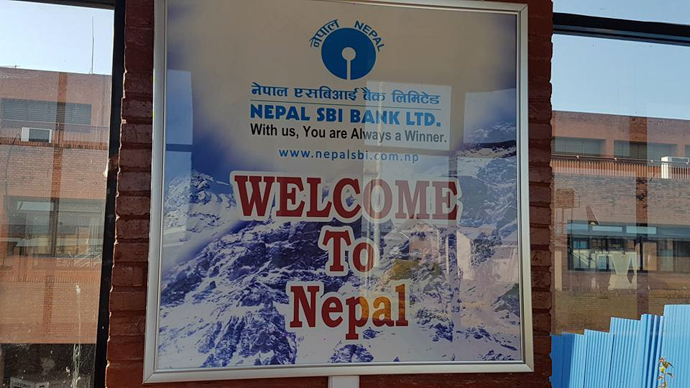 नेपाल NEPAL
नेपाल एसबिआई बैंक लिमिटेड
NEPAL SBI BANK LTD.
With us, You are Always a Winner.
www.nepalsbi.com.np
WELCOME
To
Nepal